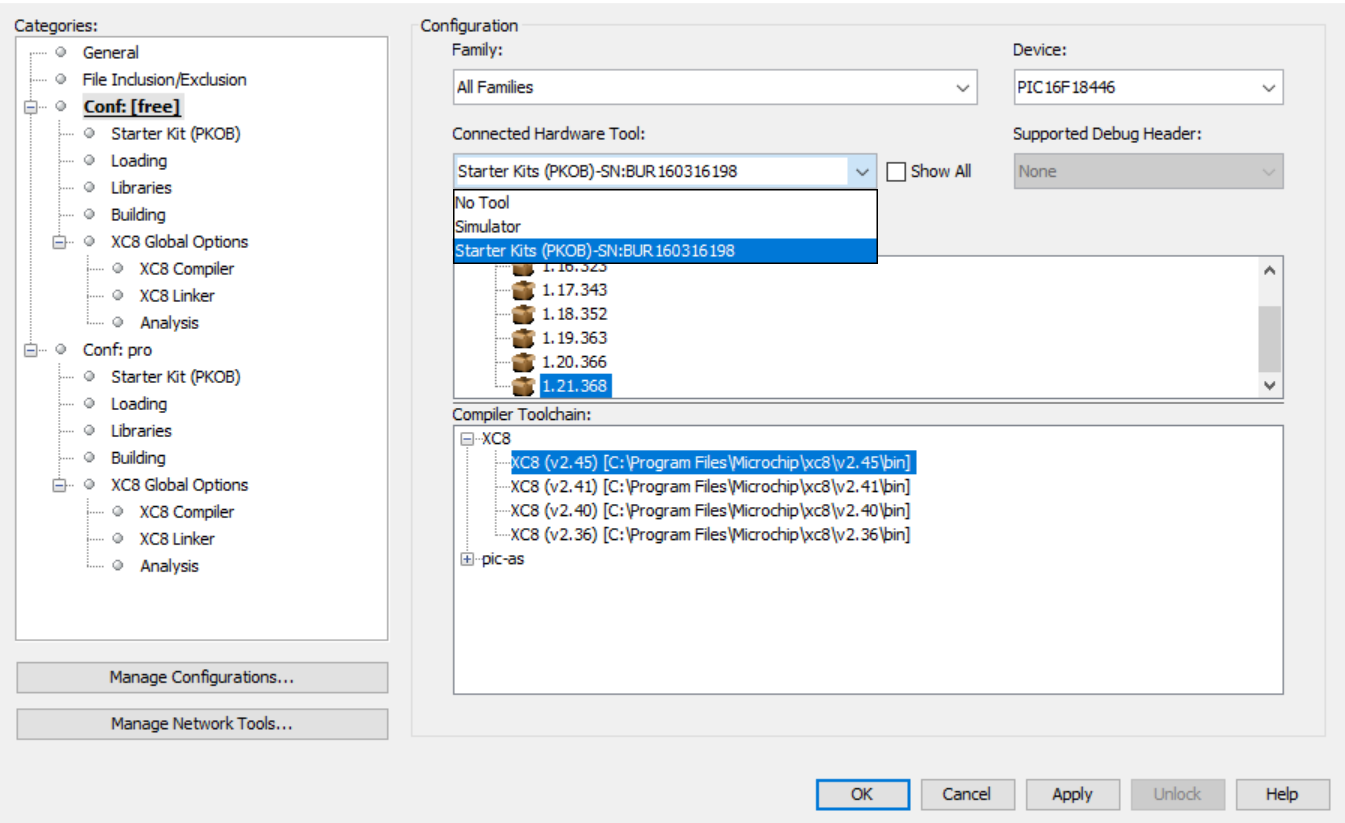 Categories:
General
File Inclusion/Exclusion
Conf: [free]
Starter Kit (PKOB)
Loading
Libraries
Building
XC8 Global Options
XC8 Compiler
XC8 Linker
Analysis
Conf: pro
Starter Kit (PKOB)
Loading
Libraries
Building
XC8 Global Options
XC8 Compiler
XC8 Linker
Analysis
Manage Configurations...
Manage Network Tools...
Configuration
Family:
All Families
Device:
PIC16F18446
Connected Hardware Tool:
Starter Kits (PKOB)-SN:BUR160316198
Show All
Supported Debug Header:
None
No Tool
Simulator
Starter Kits (PKOB)-SN:BUR160316198
1.16.323
1.17.343
1.18.352
1.19.363
1.20.366
1.21.368
Compiler Toolchain:
XC8
XC8 (v2.45) [C:\Program Files\Microchip\xc8\v2.45\bin]
XC8 (v2.41) [C:\Program Files\Microchip\xc8\v2.41\bin]
XC8 (v2.40) [C:\Program Files\Microchip\xc8\v2.40\bin]
XC8 (v2.36) [C:\Program Files\Microchip\xc8\v2.36\bin]
pic-as
OK
Cancel
Apply
Unlock
Help